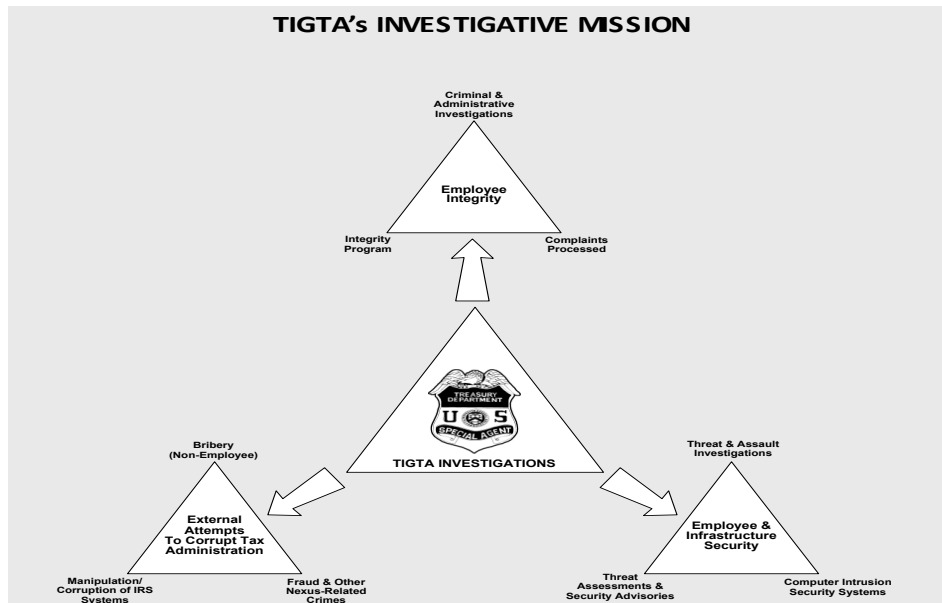 TIGTA's INVESTIGATIVE MISSION
Criminal &
Administrative
Investigations
Employee
Integrity
Integrity
Program
Complaints
Processed
TREASURY
DEPARTMENT
U S
SPECIAL AGENT
TIGTA INVESTIGATIONS
Bribery
(Non-Employee)
External
Attempts
To Corrupt Tax
Administration
Manipulation/
Corruption of IRS
Systems
Fraud & Other
Nexus-Related
Crimes
Threat & Assault
Investigations
Employee &
Infrastructure
Security
Threat
Assessments &
Security Advisories
Computer Intrusion
Security Systems